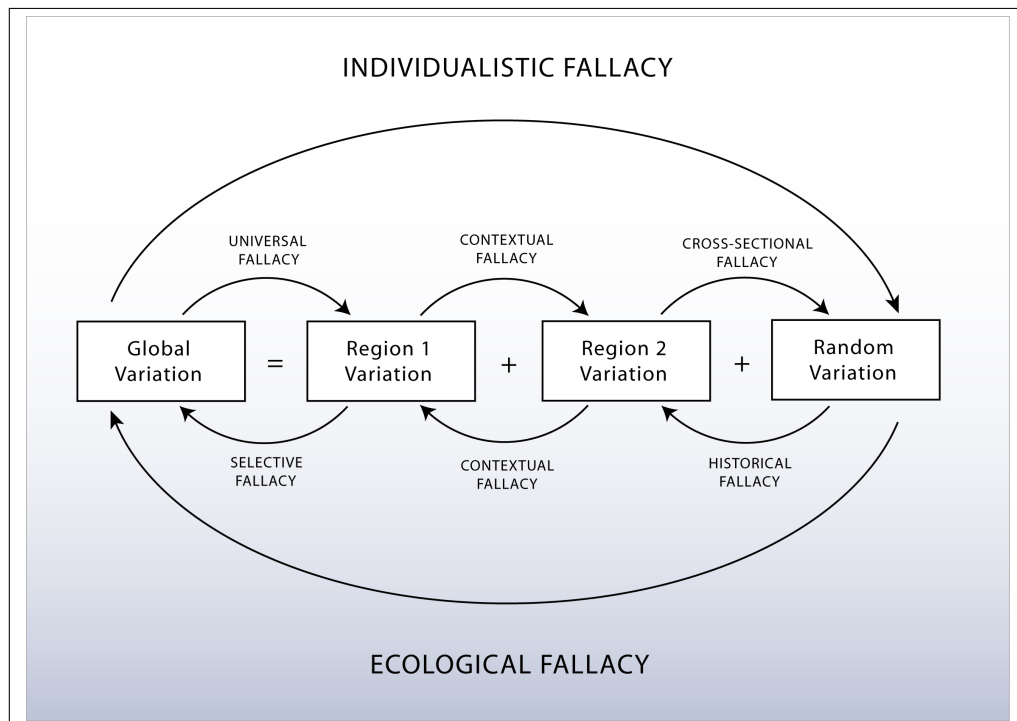 INDIVIDUALISTIC FALLACY
UNIVERSAL
FALLACY
CONTEXTUAL
FALLACY
CROSS-SECTIONAL
FALLACY
Global
Variation
=
Region 1
Variation
+
Region 2
Variation
+
Random
Variation
SELECTIVE
FALLACY
CONTEXTUAL
FALLACY
HISTORICAL
FALLACY
ECOLOGICAL FALLACY